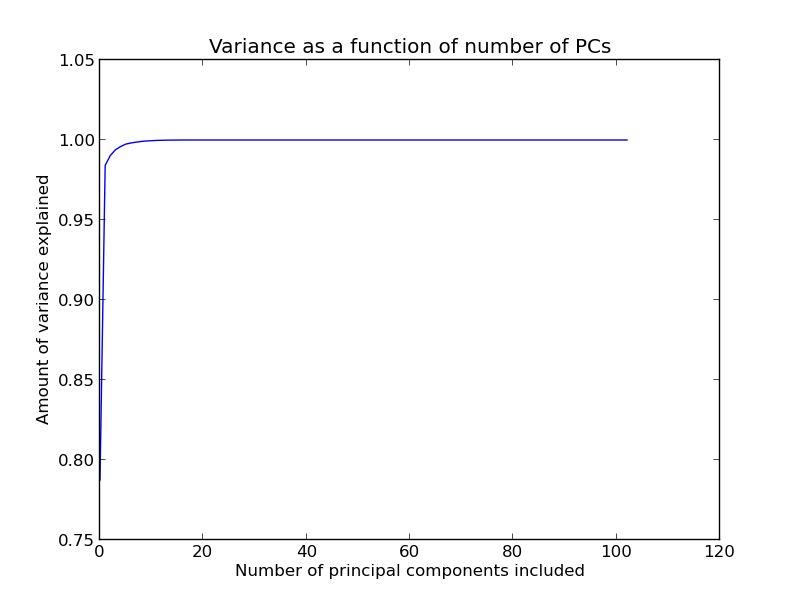 Variance as a function of number of PCs
1.05
1.00
0.95
0.90
0.85
0.80
0.75
Amount of variance explained
0 20 40 60 80 100 120
Number of principal components included